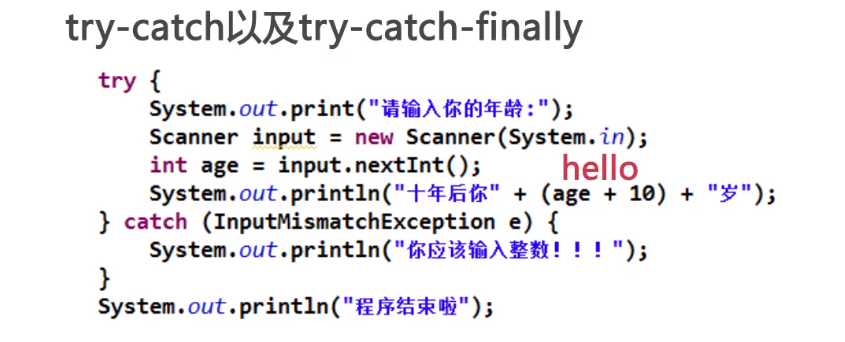 try-catch以及try-catch-finally
try {
System.out.print("请输入你的年龄:");
Scanner input = new Scanner(System.in);
int age = input.nextInt();
hello
System.out.println("十年后你" + (age + 10) + "岁");
} catch (InputMismatchException e) {
System.out.println("你应该输入整数！！！");
}
System.out.println("程序结束啦");